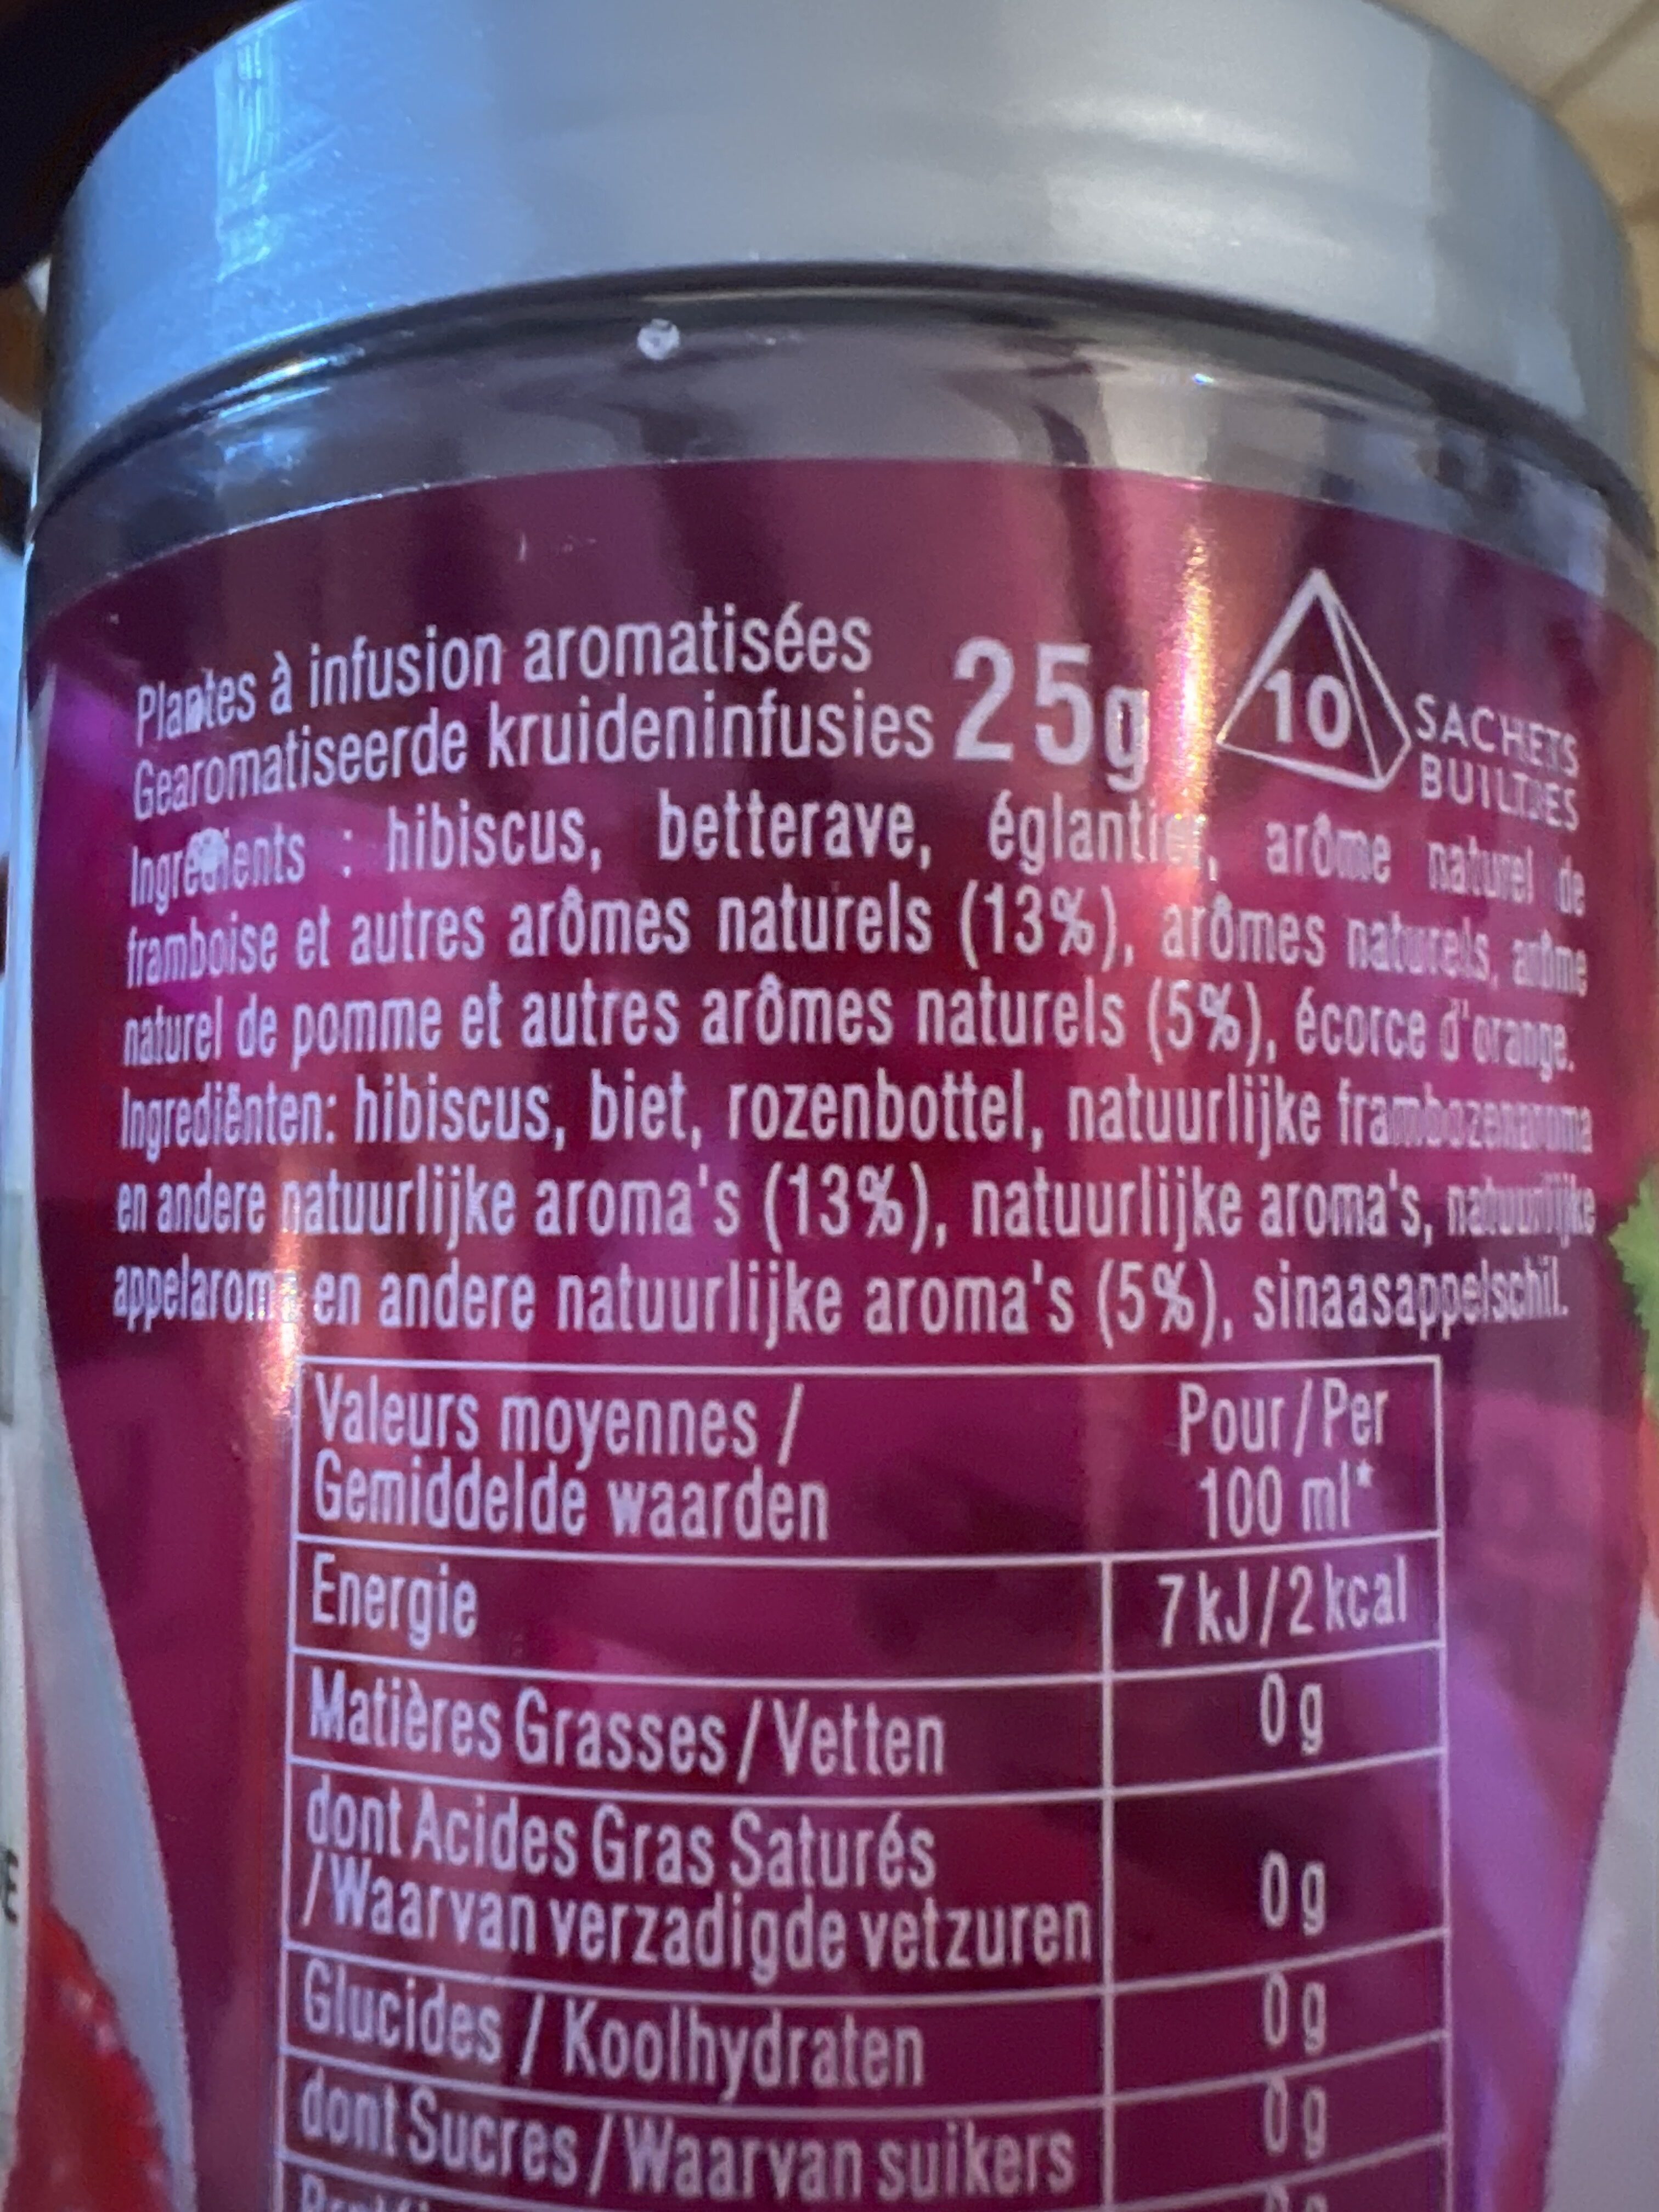 Plantes à infusion aromatisées
Gearomatiseerde kruideninfusies
25g
10
SACHETS
BUILTJES
Ingrédients : hibiscus, betterave, églantier, arôme naturel de
framboise et autres arômes naturels (13%), arômes naturels, arôme
naturel de pomme et autres arômes naturels (5%), écorce d'orange.
Ingrediënten: hibiscus, biet, rozenbottel, natuurlijke frambozenaroma
en andere natuurlijke aroma's (13%), natuurlijke aroma's, natuurlijke
appelaroma en andere natuurlijke aroma's (5%), sinaasappelschil.
Valeurs moyennes /
Gemiddelde waarden
Pour / Per
100 ml*
Energie 7 kJ/2 kcal
Matières Grasses / Vetten 0 g
dont Acides Gras Saturés
/Waarvan verzadigde vetzuren 0 g
Glucides / Koolhydraten 0 g
dont Sucres / Waarvan suikers 0 g